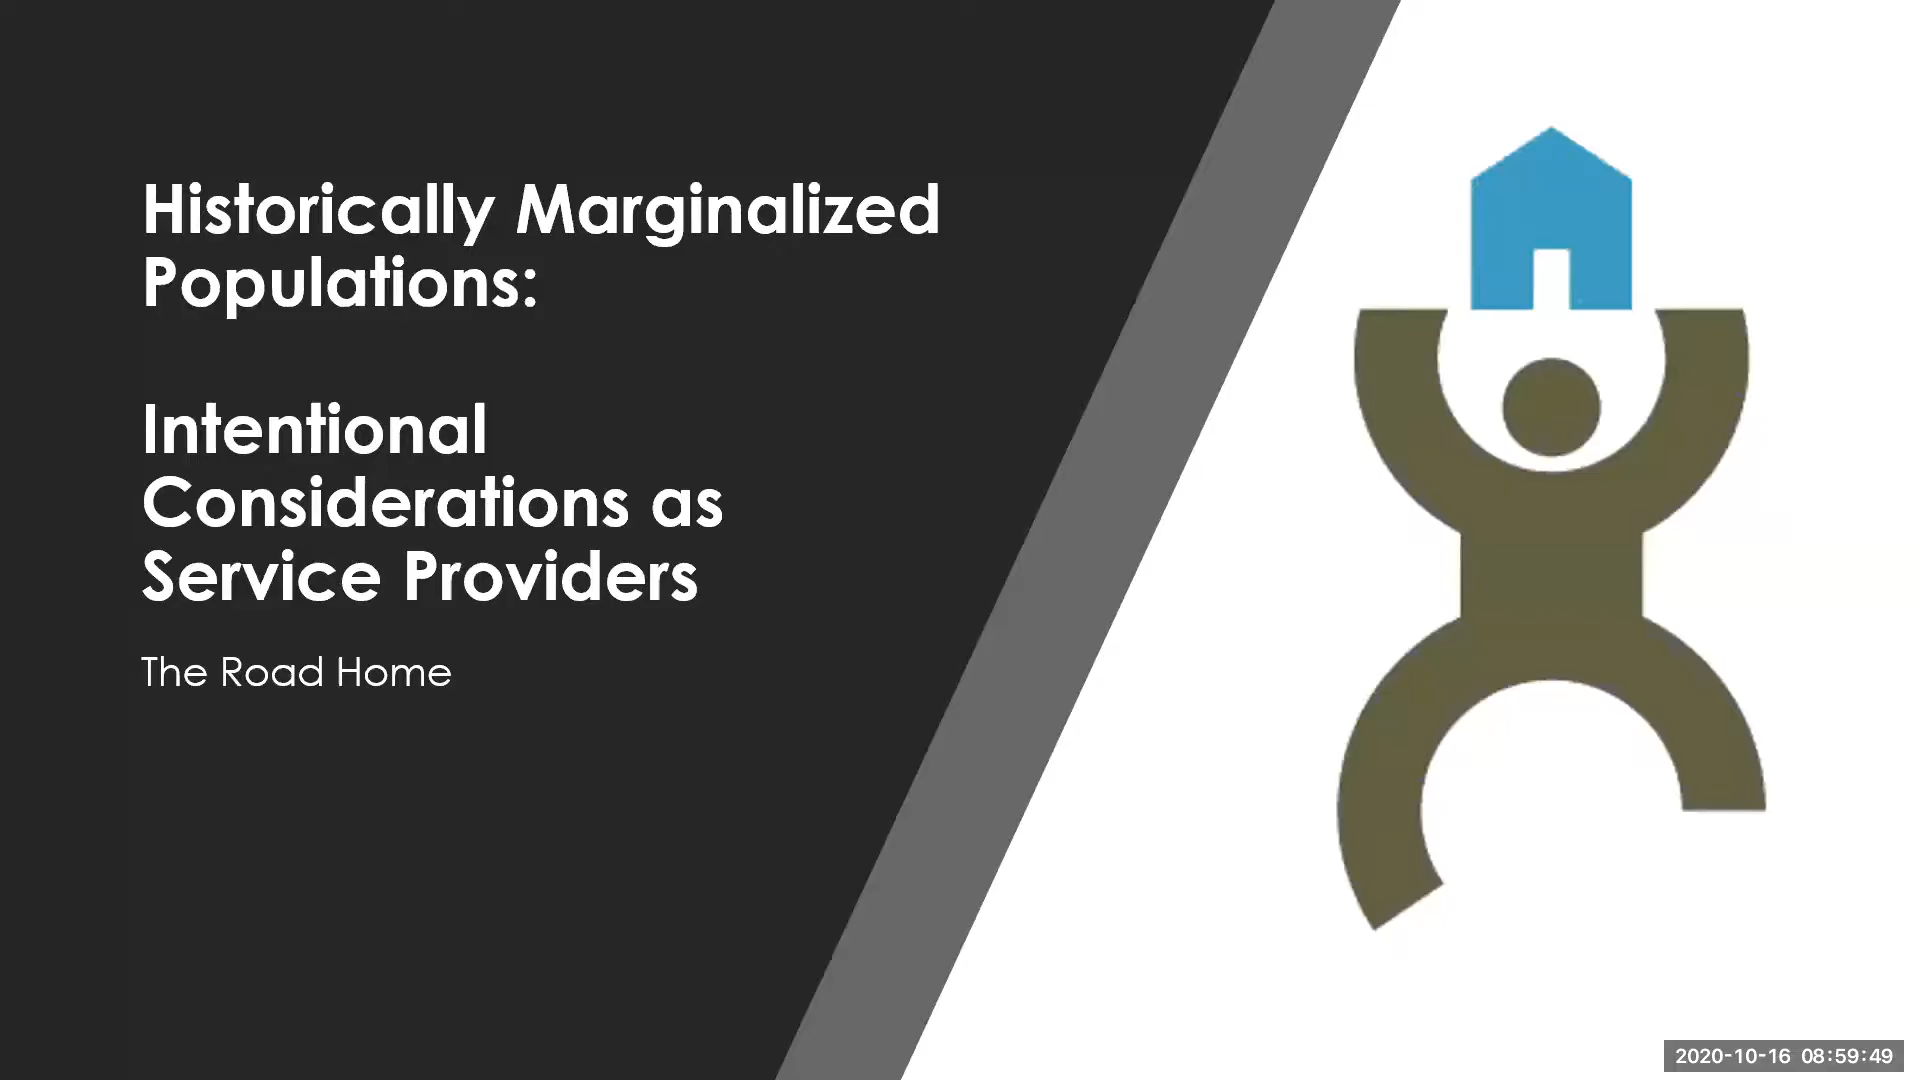 Historically Marginalized
Populations:
Intentional
Considerations as
Service Providers
The Road Home
2020-10-16 08:59:49